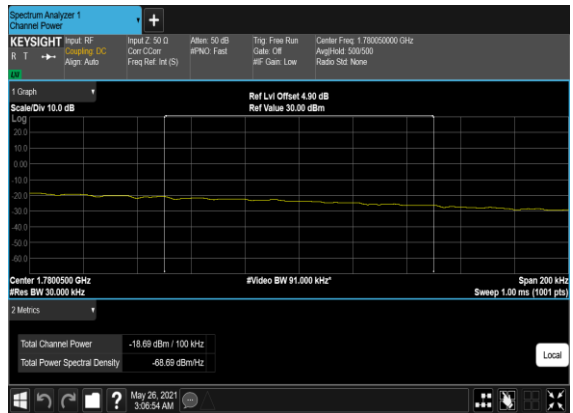 Spectrum Analyzer 1
Channel Power
+
KEYSIGHT Input: RF Input Z: 50 Ω Atten: 50 dB Trig: Free Run Center Freq: 1.780050000 GHz
R T Coupling: DC Corr CCorr #PNO: Fast Gate: Off Avg|Hold: 500/500
Align: Auto Freq Ref: Int (S) #IF Gain: Low Radio Std: None
1 Graph Ref Lvl Offset 4.90 dB
Scale/Div 10.0 dB Ref Value 30.00 dBm
Log
20.0
10.0
0.00
-10.0
-20.0
-30.0
-40.0
-50.0
-60.0
Center 1.7800500 GHz #Video BW 91.000 kHz* Span 200 kHz
#Res BW 30.000 kHz Sweep 1.00 ms (1001 pts)
2 Metrics
Total Channel Power -18.69 dBm / 100 kHz
Total Power Spectral Density -68.69 dBm/Hz
Local
? May 26, 2021
3:06:54 AM